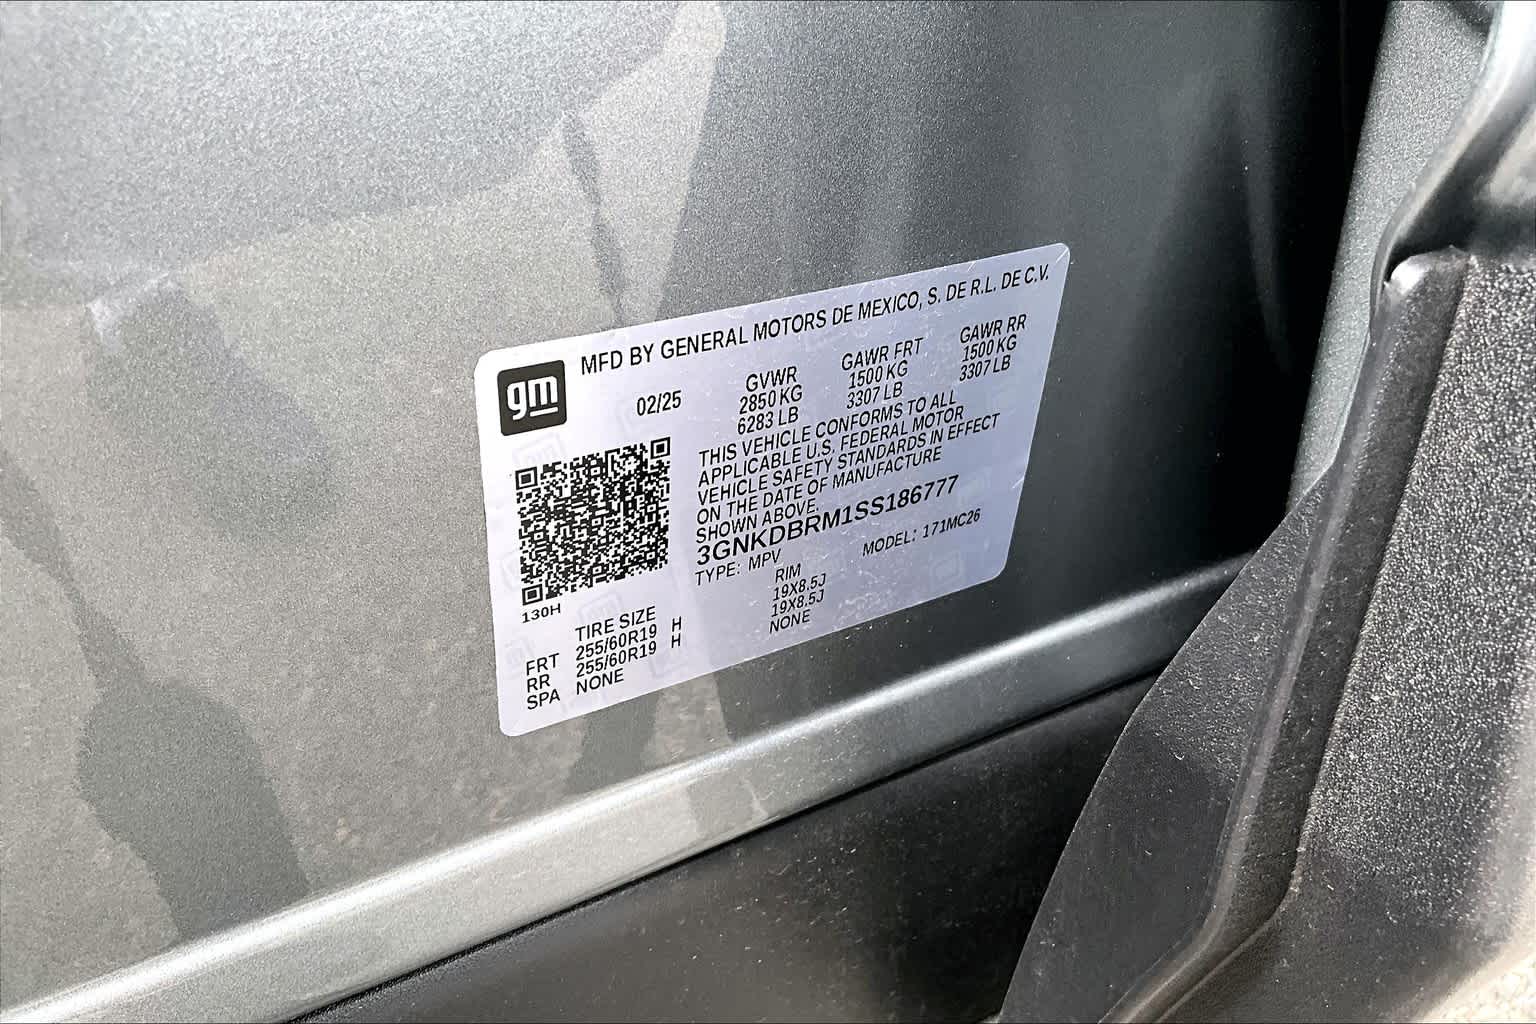 gm
MFD BY GENERAL MOTORS DE MEXICO, S. DE R.L. DE C.V.
02/25
GVWR
2850 KG
6283 LB
GAWR FRT
1500 KG
3307 LB
GAWR RR
1500 KG
3307 LB
THIS VEHICLE CONFORMS TO ALL
APPLICABLE U.S. FEDERAL MOTOR
VEHICLE SAFETY STANDARDS IN EFFECT
ON THE DATE OF MANUFACTURE
SHOWN ABOVE.
3GNKDBRM1SS186777
TYPE: MPV
MODEL: 171MC26
130H
TIRE SIZE
RIM
FRT 255/60R19 H 19X8.5J
RR 255/60R19 H 19X8.5J
SPA NONE NONE